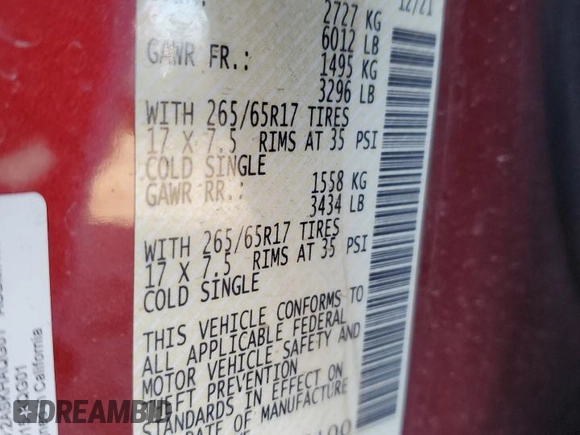 2727 KG 12/21
6012 LB
GAWR FR.: 1495 KG
3296 LB
WITH 265/65R17 TIRES
17 X 7.5 RIMS AT 35 PSI
COLD SINGLE
GAWR RR.: 1558 KG
3434 LB
WITH 265/65R17 TIRES
17 X 7.5 RIMS AT 35 PSI
COLD SINGLE
THIS VEHICLE CONFORMS TO
ALL APPLICABLE FEDERAL
MOTOR VEHICLE SAFETY AND
THEFT PREVENTION
STANDARDS IN EFFECT ON
DATE OF MANUFACTURE
California
DREAMBID